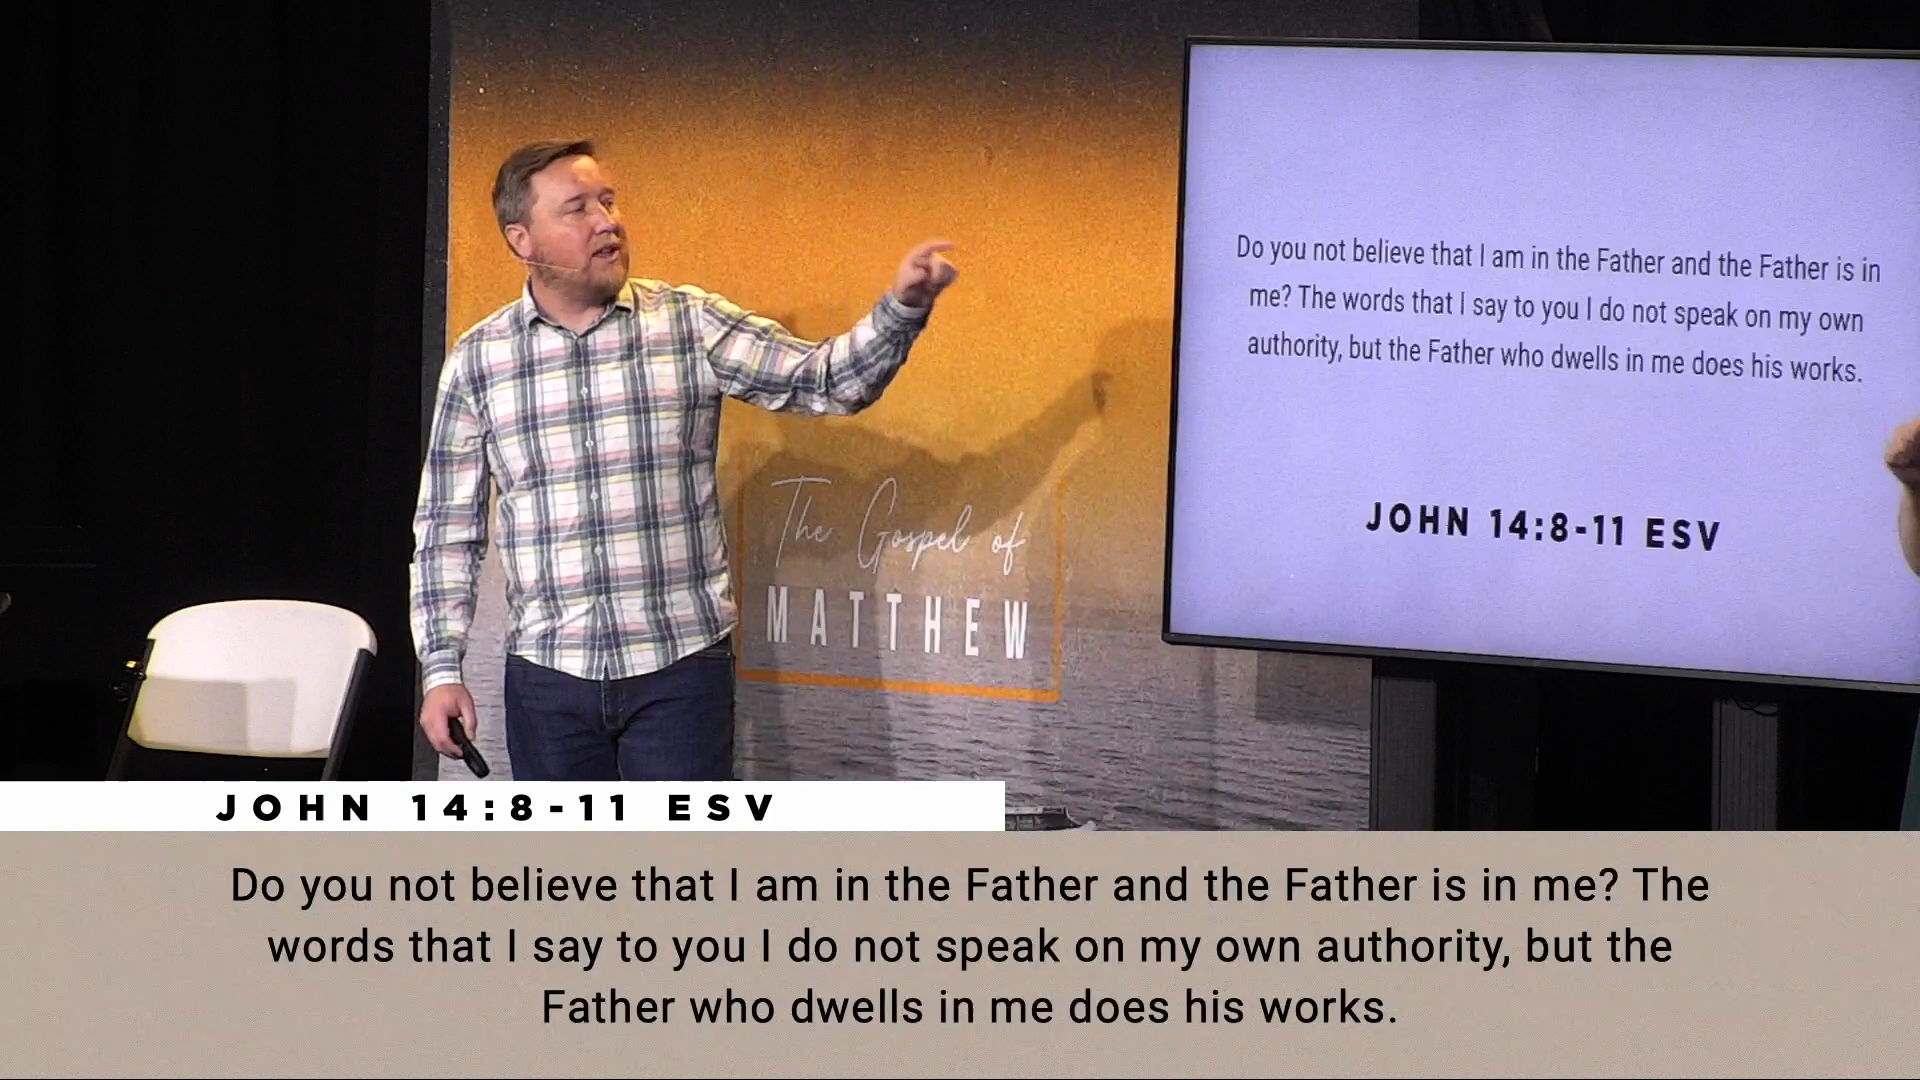 Do you not believe that I am in the Father and the Father is in
me? The words that I say to you I do not speak on my own
authority, but the Father who dwells in me does his works.
JOHN 14:8-11 ESV
The Gospel of
MATTHEW
JOHN 14:8-11 ESV
Do you not believe that I am in the Father and the Father is in me? The
words that I say to you I do not speak on my own authority, but the
Father who dwells in me does his works.